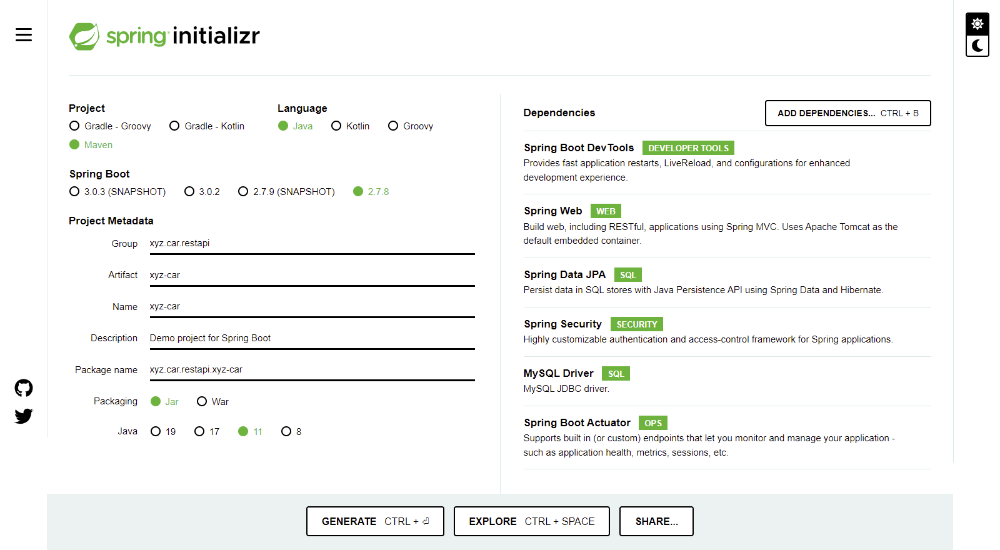 spring initializr
Project
Gradle - Groovy Gradle - Kotlin
Maven
Language
Java Kotlin Groovy
Spring Boot
3.0.3 (SNAPSHOT) 3.0.2 2.7.9 (SNAPSHOT) 2.7.8
Project Metadata
Group xyz.car.restapi
Artifact xyz-car
Name xyz-car
Description Demo project for Spring Boot
Package name xyz.car.restapi.xyz-car
Packaging Jar War
Java 19 17 11 8
Dependencies ADD DEPENDENCIES... CTRL + B
Spring Boot DevTools DEVELOPER TOOLS
Provides fast application restarts, LiveReload, and configurations for enhanced
development experience.
Spring Web WEB
Build web, including RESTful, applications using Spring MVC. Uses Apache Tomcat as the
default embedded container.
Spring Data JPA SQL
Persist data in SQL stores with Java Persistence API using Spring Data and Hibernate.
Spring Security SECURITY
Highly customizable authentication and access-control framework for Spring applications.
MySQL Driver SQL
MySQL JDBC driver.
Spring Boot Actuator OPS
Supports built in (or custom) endpoints that let you monitor and manage your application -
such as application health, metrics, sessions, etc.
GENERATE CTRL + ⏎ EXPLORE CTRL + SPACE SHARE...